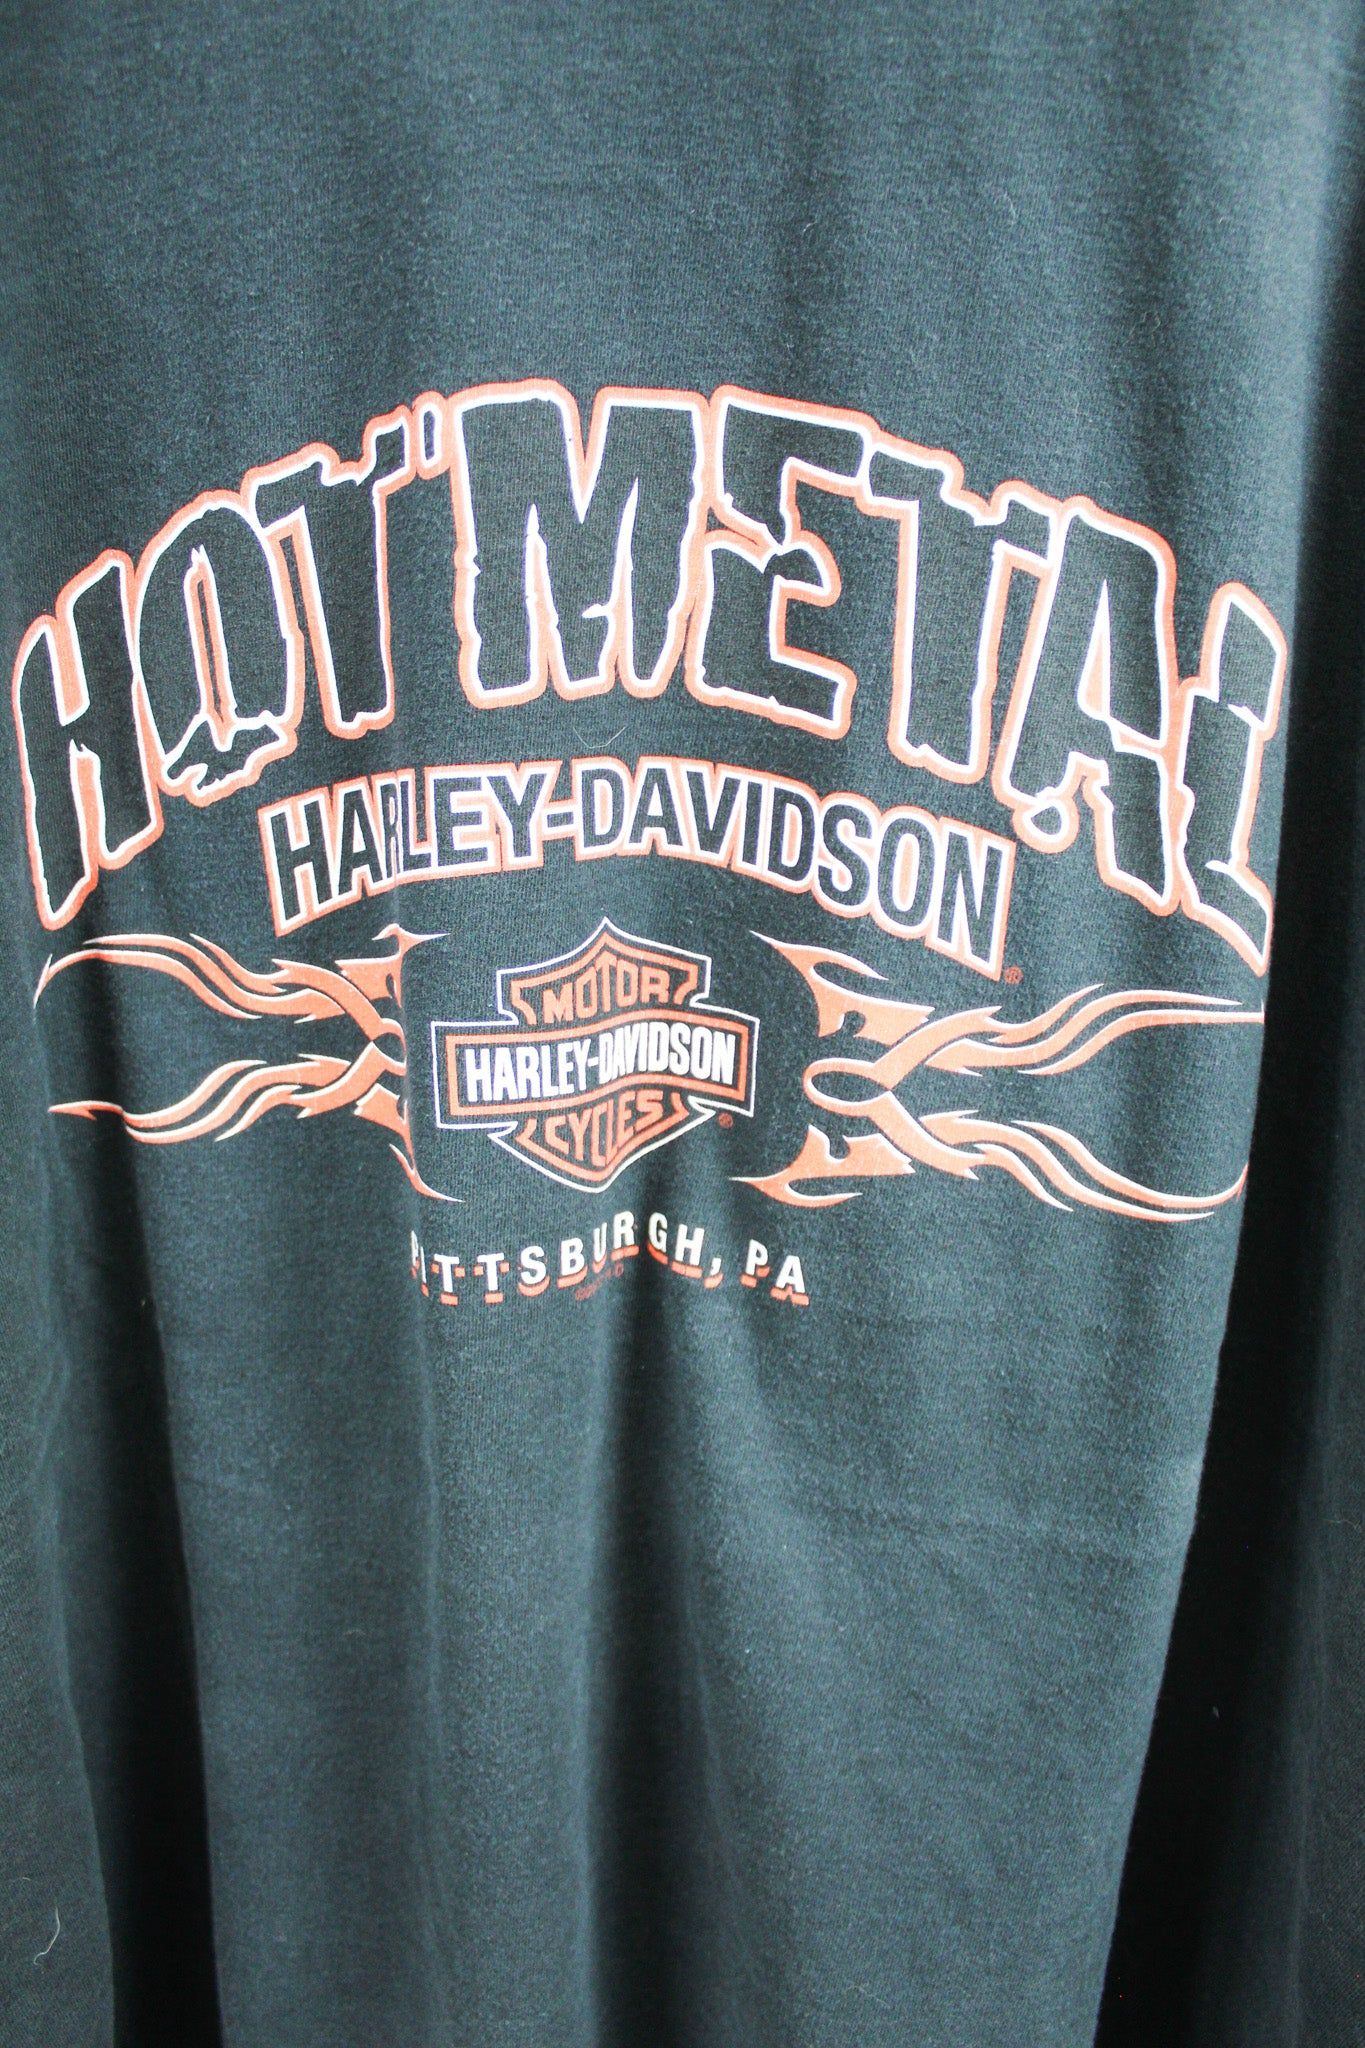 HOT METAL
HARLEY-DAVIDSON®
MOTOR
HARLEY-DAVIDSON
CYCLES®
PITTSBURGH, PA